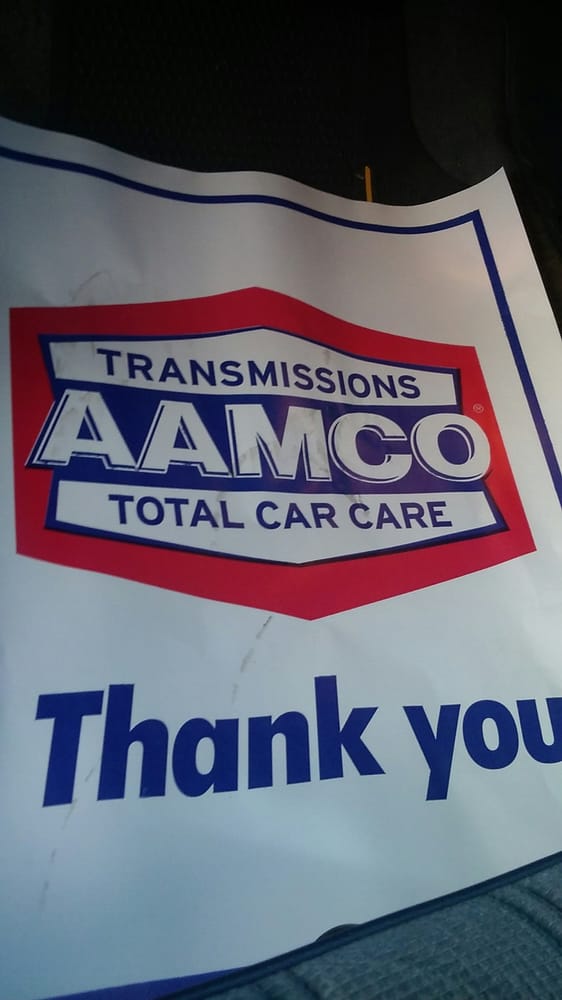 TRANSMISSIONS
AAMCO®
TOTAL CAR CARE
Thank you